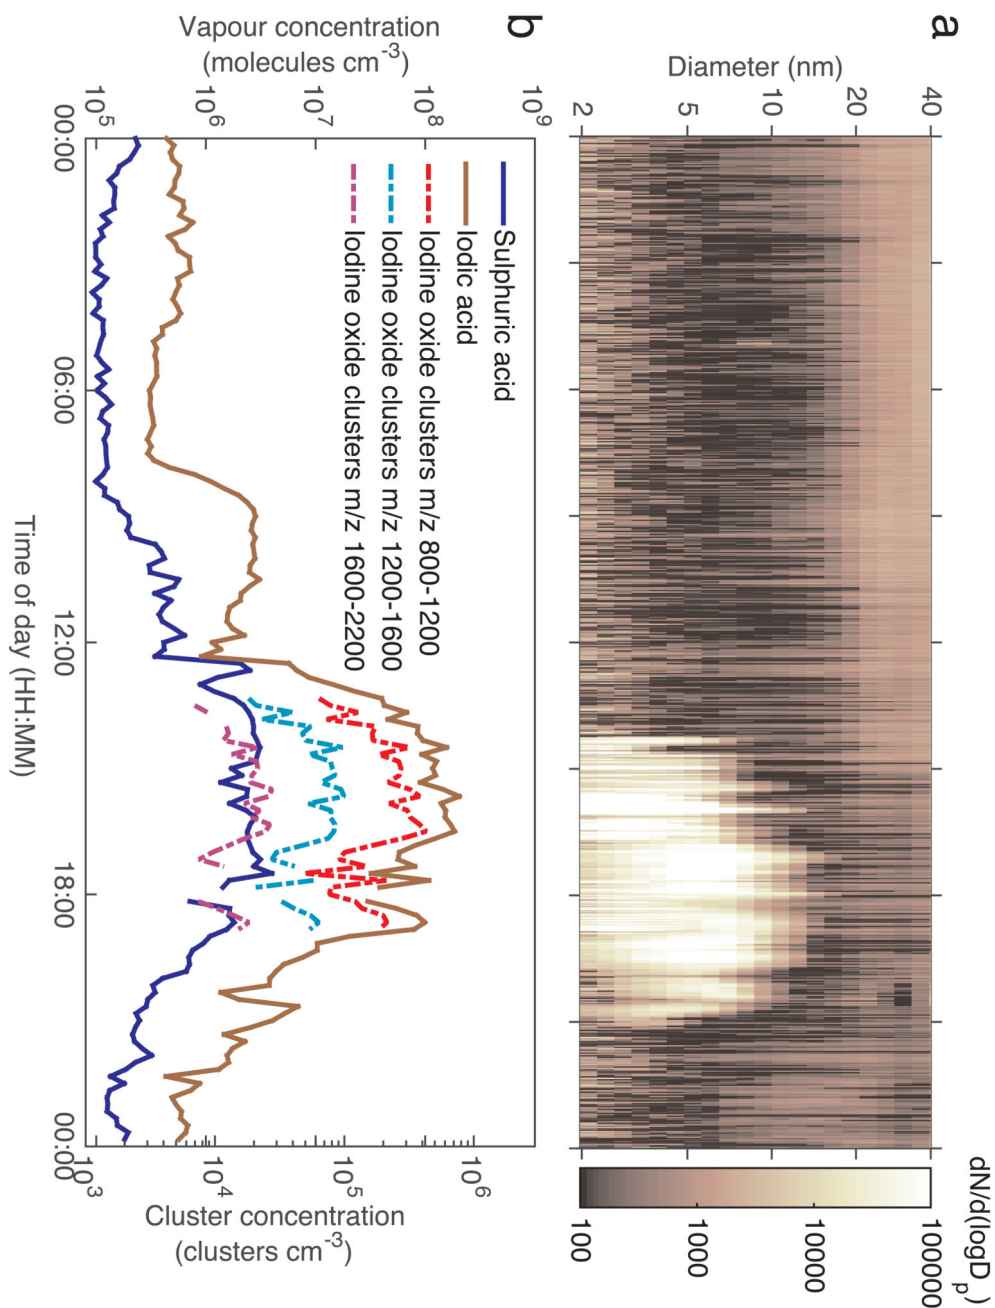 a
Diameter (nm)
40
20
10
5
2
dN/d(logDp)
100000
10000
1000
100
b
Vapour concentration
(molecules cm-3)
10^9
10^8
10^7
10^6
10^5
Sulphuric acid
Iodic acid
Iodine oxide clusters m/z 800-1200
Iodine oxide clusters m/z 1200-1600
Iodine oxide clusters m/z 1600-2200
10^6
10^5
10^4
10^3
Cluster concentration
(clusters cm-3)
00:00
06:00
12:00
18:00
00:00
Time of day (HH:MM)